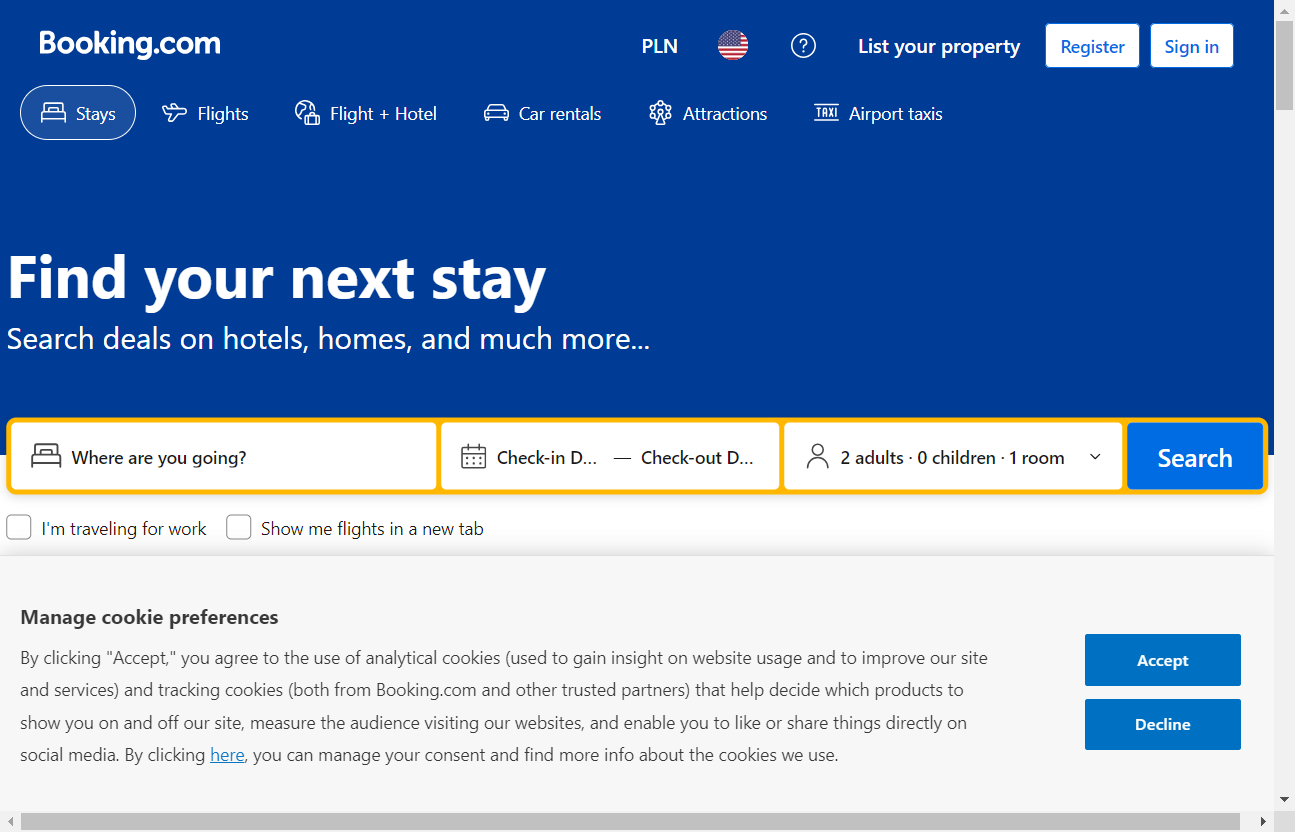 Booking.com
PLN
List your property
Register
Sign in
Stays
Flights
Flight + Hotel
Car rentals
Attractions
TAXI
Airport taxis
Find your next stay
Search deals on hotels, homes, and much more...
Where are you going?
Check-in D... — Check-out D...
2 adults · 0 children · 1 room
Search
I'm traveling for work
Show me flights in a new tab
Manage cookie preferences
By clicking "Accept," you agree to the use of analytical cookies (used to gain insight on website usage and to improve our site
and services) and tracking cookies (both from Booking.com and other trusted partners) that help decide which products to
show you on and off our site, measure the audience visiting our websites, and enable you to like or share things directly on
social media. By clicking here, you can manage your consent and find more info about the cookies we use.
Accept
Decline